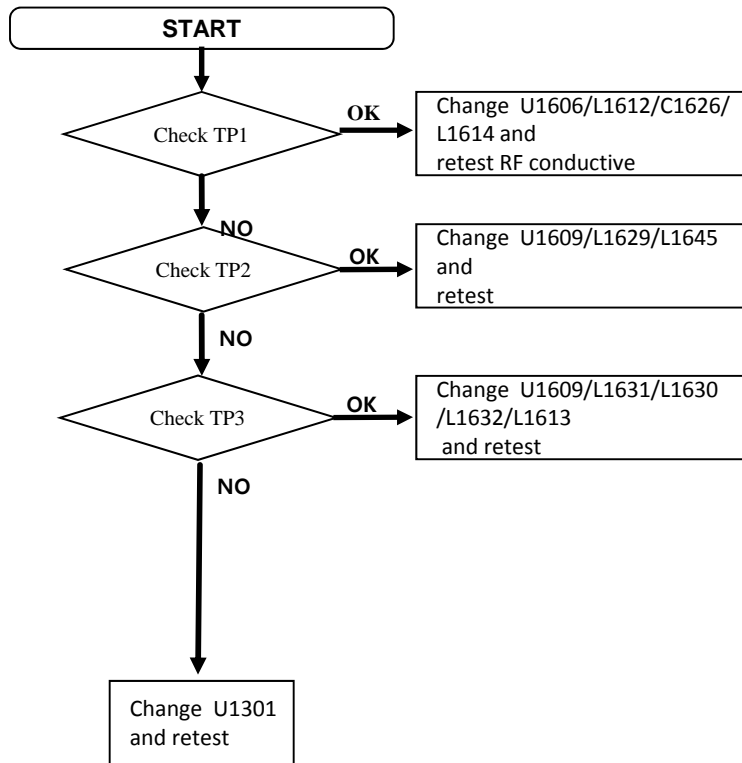 START
Check TP1
OK
Change U1606/L1612/C1626/
L1614 and
retest RF conductive
NO
Check TP2
OK
Change U1609/L1629/L1645
and
retest
NO
Check TP3
OK
Change U1609/L1631/L1630
/L1632/L1613
and retest
NO
Change U1301
and retest